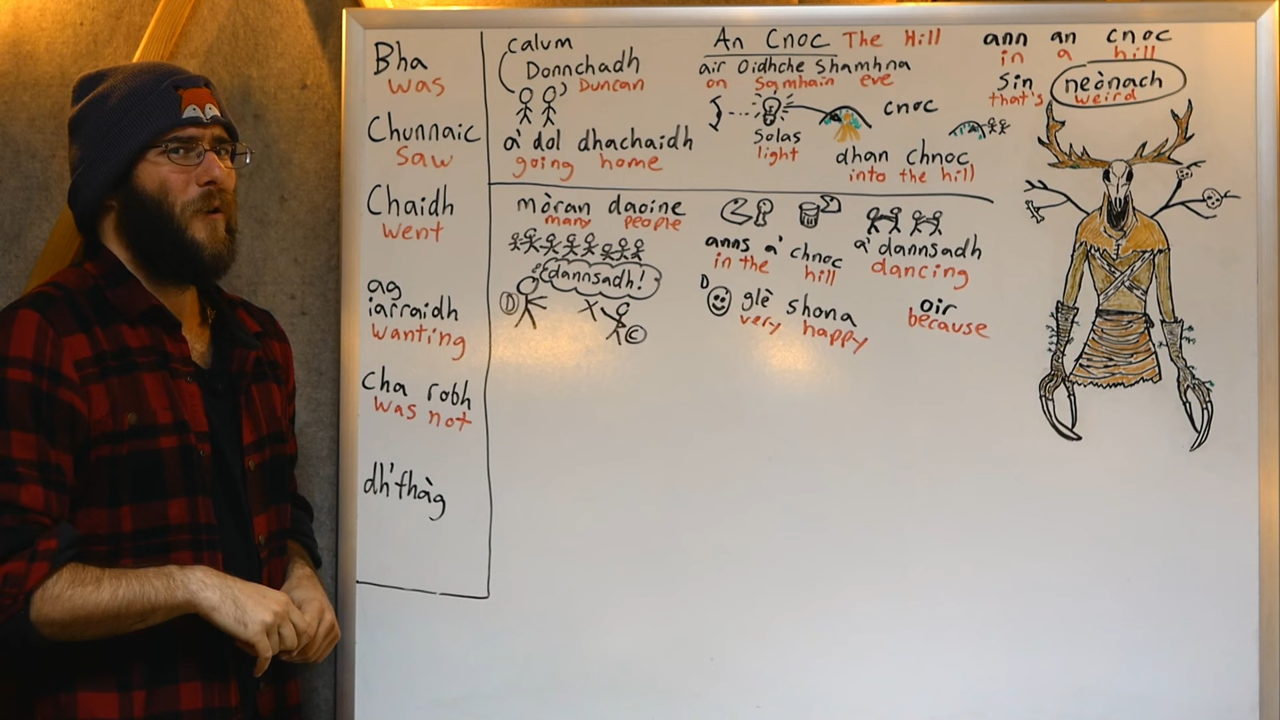 Bha
was
Chunnaic
Saw
Chaidh
went
ag
iarraidh
wanting
cha robh
was not
dh'fhàg
calum
Donnchadh
Duncan
a' dol dhachaidh
going home
An Cnoc The Hill
air Oidhche Shamhna
on Samhain eve
cnoc
Solas
light
dhan chnoc
into the hill
ann an cnoc
in a hill
Sin neònach
that's weird
mòran daoine
many people
dannsadh!
D
C
anns a' chnoc
in the hill
a' dannsadh
dancing
D
glè shona
very happy
oir
because